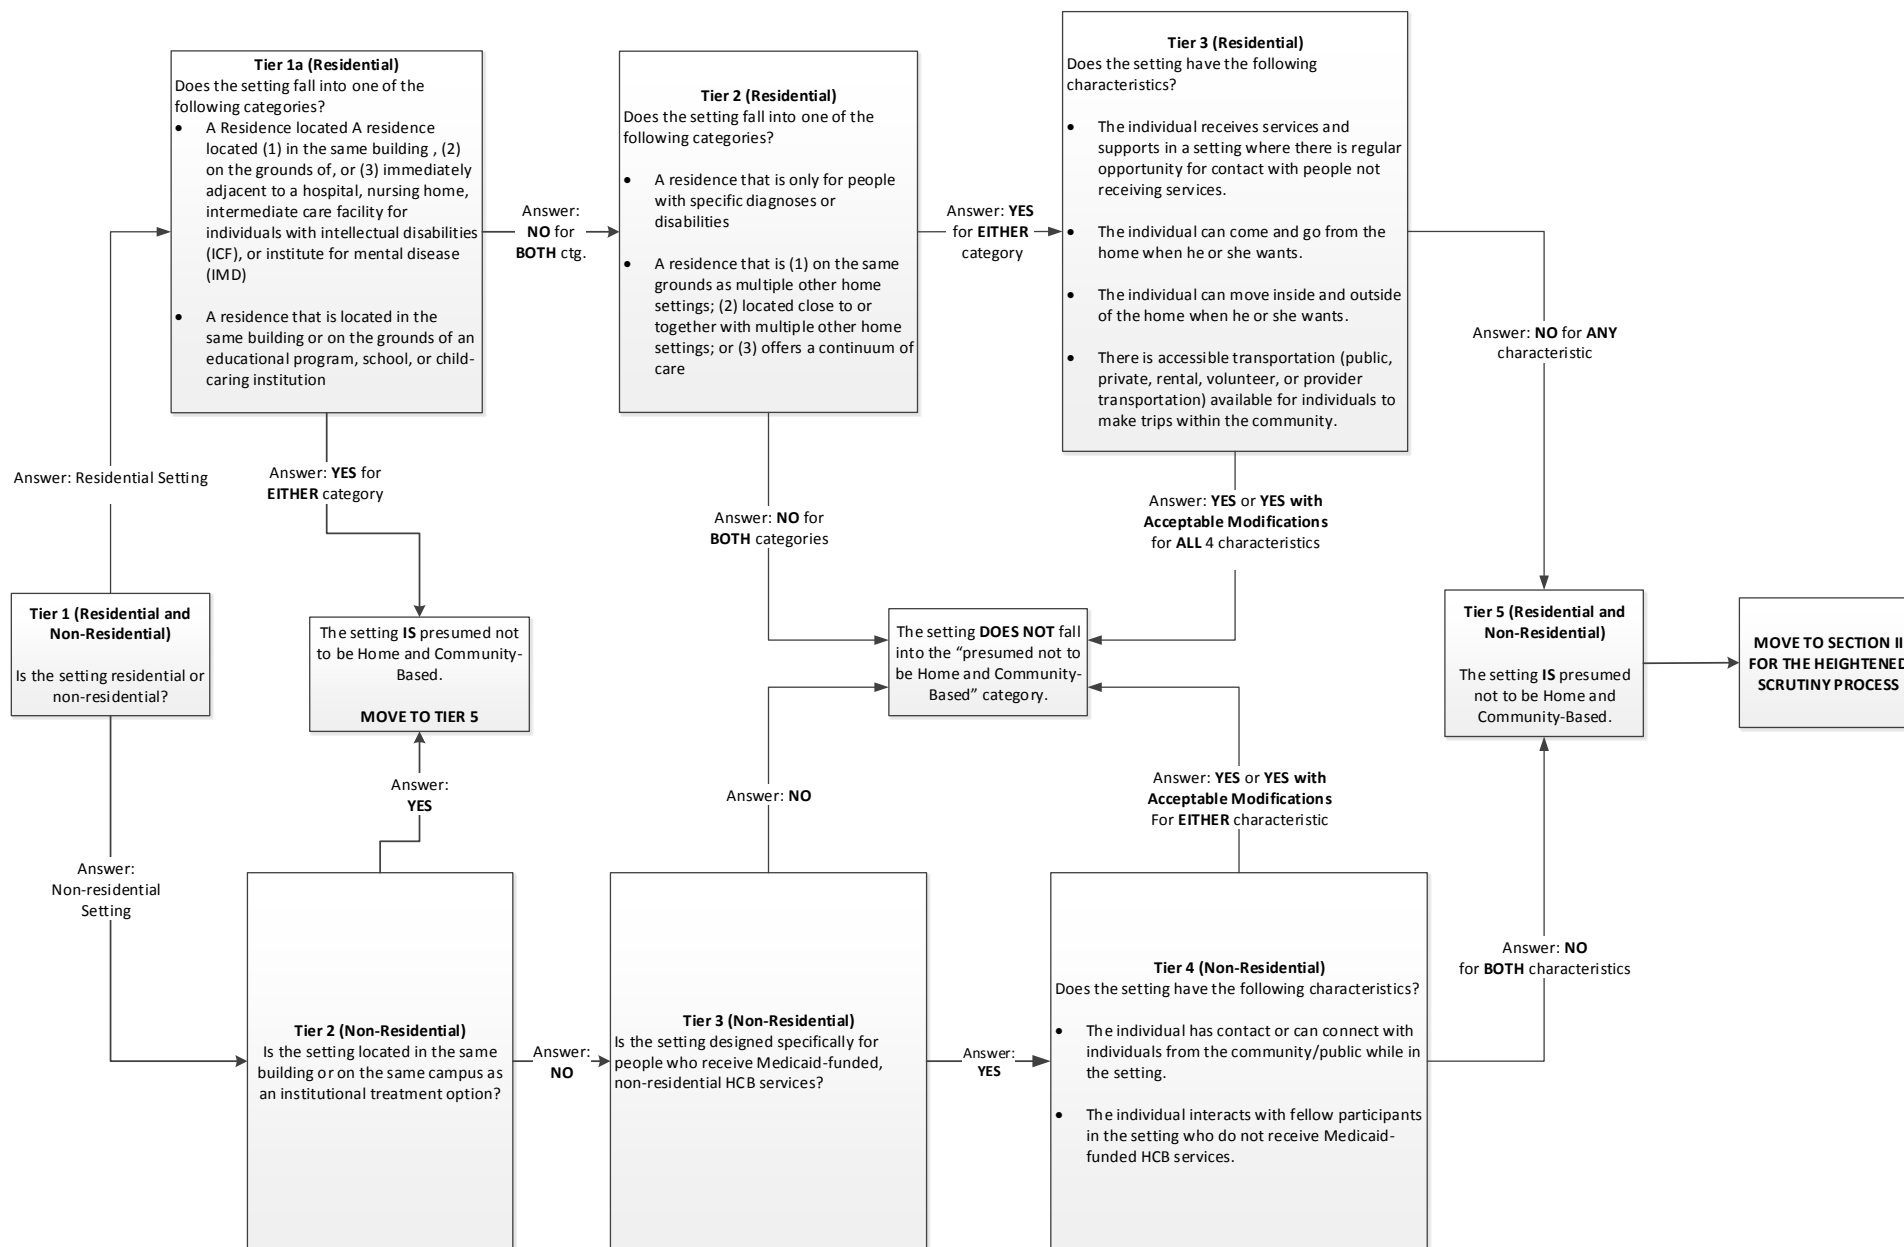 Tier 1a (Residential)
Does the setting fall into one of the
following categories?
• A Residence located A residence
located (1) in the same building , (2)
on the grounds of, or (3) immediately
adjacent to a hospital, nursing home,
intermediate care facility for
individuals with intellectual disabilities
(ICF), or institute for mental disease
(IMD)
• A residence that is located in the
same building or on the grounds of an
educational program, school, or child-
caring institution
Answer:
NO for
BOTH ctg.
Tier 2 (Residential)
Does the setting fall into one of the
following categories?
• A residence that is only for people
with specific diagnoses or
disabilities
• A residence that is (1) on the same
grounds as multiple other home
settings; (2) located close to or
together with multiple other home
settings; or (3) offers a continuum of
care
Answer: YES
for EITHER
category
Tier 3 (Residential)
Does the setting have the following
characteristics?
• The individual receives services and
supports in a setting where there is regular
opportunity for contact with people not
receiving services.
• The individual can come and go from the
home when he or she wants.
• The individual can move inside and outside
of the home when he or she wants.
• There is accessible transportation (public,
private, rental, volunteer, or provider
transportation) available for individuals to
make trips within the community.
Answer: NO for ANY
characteristic
Answer: Residential Setting
Answer: YES for
EITHER category
Answer: NO for
BOTH categories
Answer: YES or YES with
Acceptable Modifications
for ALL 4 characteristics
Tier 1 (Residential and
Non-Residential)
Is the setting residential or
non-residential?
The setting IS presumed not
to be Home and Community-
Based.
MOVE TO TIER 5
The setting DOES NOT fall
into the “presumed not to
be Home and Community-
Based” category.
Tier 5 (Residential and
Non-Residential)
The setting IS presumed
not to be Home and
Community-Based.
MOVE TO SECTION II
FOR THE HEIGHTENED
SCRUTINY PROCESS
Answer:
YES
Answer: NO
Answer: YES or YES with
Acceptable Modifications
For EITHER characteristic
Answer:
Non-residential
Setting
Answer: NO
for BOTH characteristics
Tier 2 (Non-Residential)
Is the setting located in the same
building or on the same campus as
an institutional treatment option?
Answer:
NO
Tier 3 (Non-Residential)
Is the setting designed specifically for
people who receive Medicaid-funded,
non-residential HCB services?
Answer:
YES
Tier 4 (Non-Residential)
Does the setting have the following characteristics?
• The individual has contact or can connect with
individuals from the community/public while in
the setting.
• The individual interacts with fellow participants
in the setting who do not receive Medicaid-
funded HCB services.